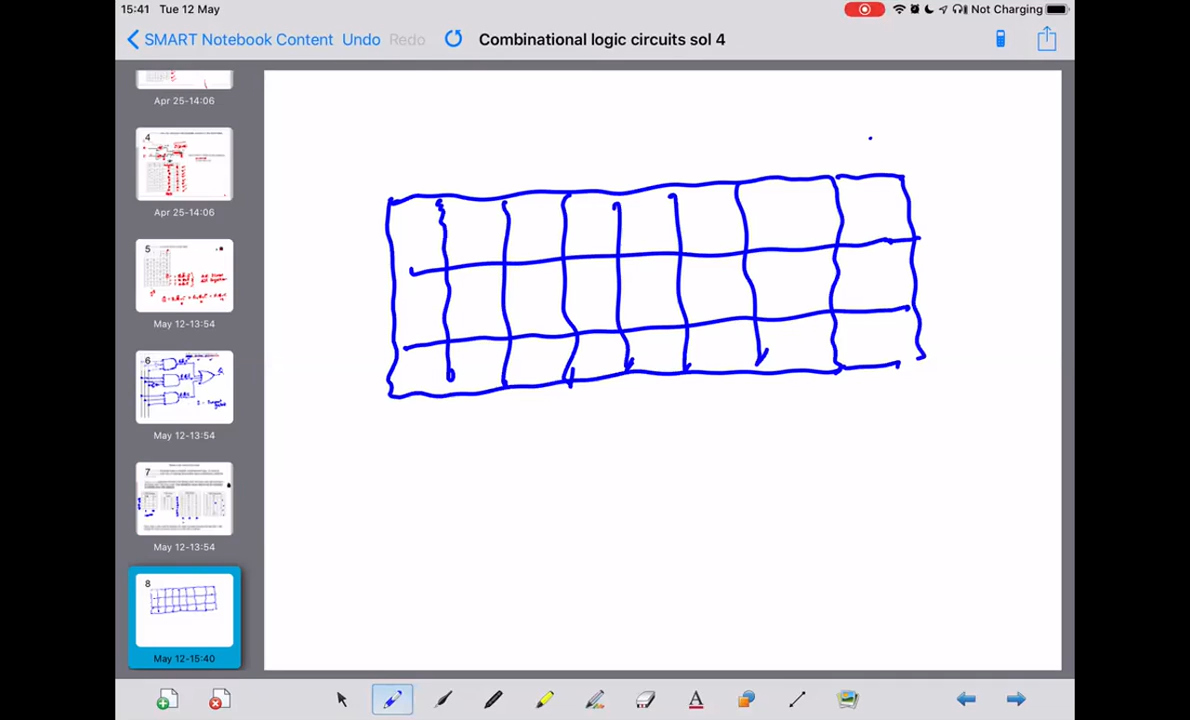 15:41 Tue 12 May
Not Charging
SMART Notebook Content Undo Redo
Combinational logic circuits sol 4
Apr 25-14:06
4
Apr 25-14:06
5
May 12-13:54
6
May 12-13:54
7
May 12-13:54
8
May 12-15:40
A